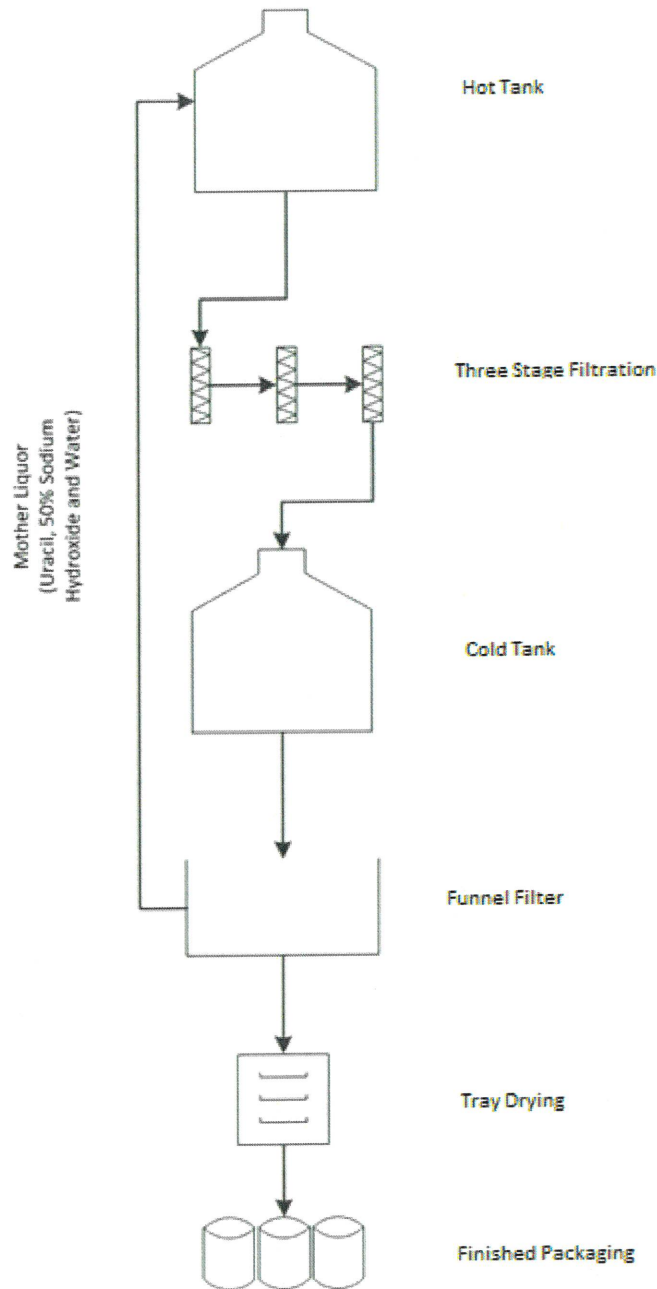 Hot Tank
Three Stage Filtration
Mother Liquor
(Uracil, 50% Sodium
Hydroxide and Water)
Cold Tank
Funnel Filter
Tray Drying
Finished Packaging